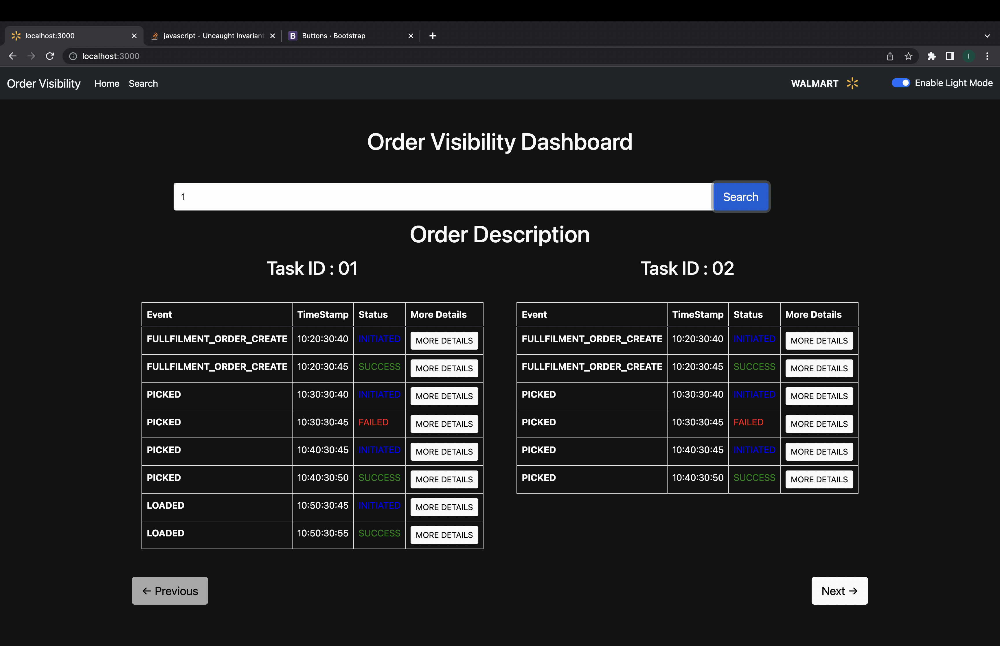 localhost:3000
javascript - Uncaught Invariant
B Buttons · Bootstrap
localhost:3000
I
Order Visibility Home Search WALMART Enable Light Mode
Order Visibility Dashboard
1 Search
Order Description
Task ID : 01
Event TimeStamp Status More Details
FULLFILMENT_ORDER_CREATE 10:20:30:40 INITIATED MORE DETAILS
FULLFILMENT_ORDER_CREATE 10:20:30:45 SUCCESS MORE DETAILS
PICKED 10:30:30:40 INITIATED MORE DETAILS
PICKED 10:30:30:45 FAILED MORE DETAILS
PICKED 10:40:30:45 INITIATED MORE DETAILS
PICKED 10:40:30:50 SUCCESS MORE DETAILS
LOADED 10:50:30:45 INITIATED MORE DETAILS
LOADED 10:50:30:55 SUCCESS MORE DETAILS
Task ID : 02
Event TimeStamp Status More Details
FULLFILMENT_ORDER_CREATE 10:20:30:40 INITIATED MORE DETAILS
FULLFILMENT_ORDER_CREATE 10:20:30:45 SUCCESS MORE DETAILS
PICKED 10:30:30:40 INITIATED MORE DETAILS
PICKED 10:30:30:45 FAILED MORE DETAILS
PICKED 10:40:30:45 INITIATED MORE DETAILS
PICKED 10:40:30:50 SUCCESS MORE DETAILS
← Previous
Next →